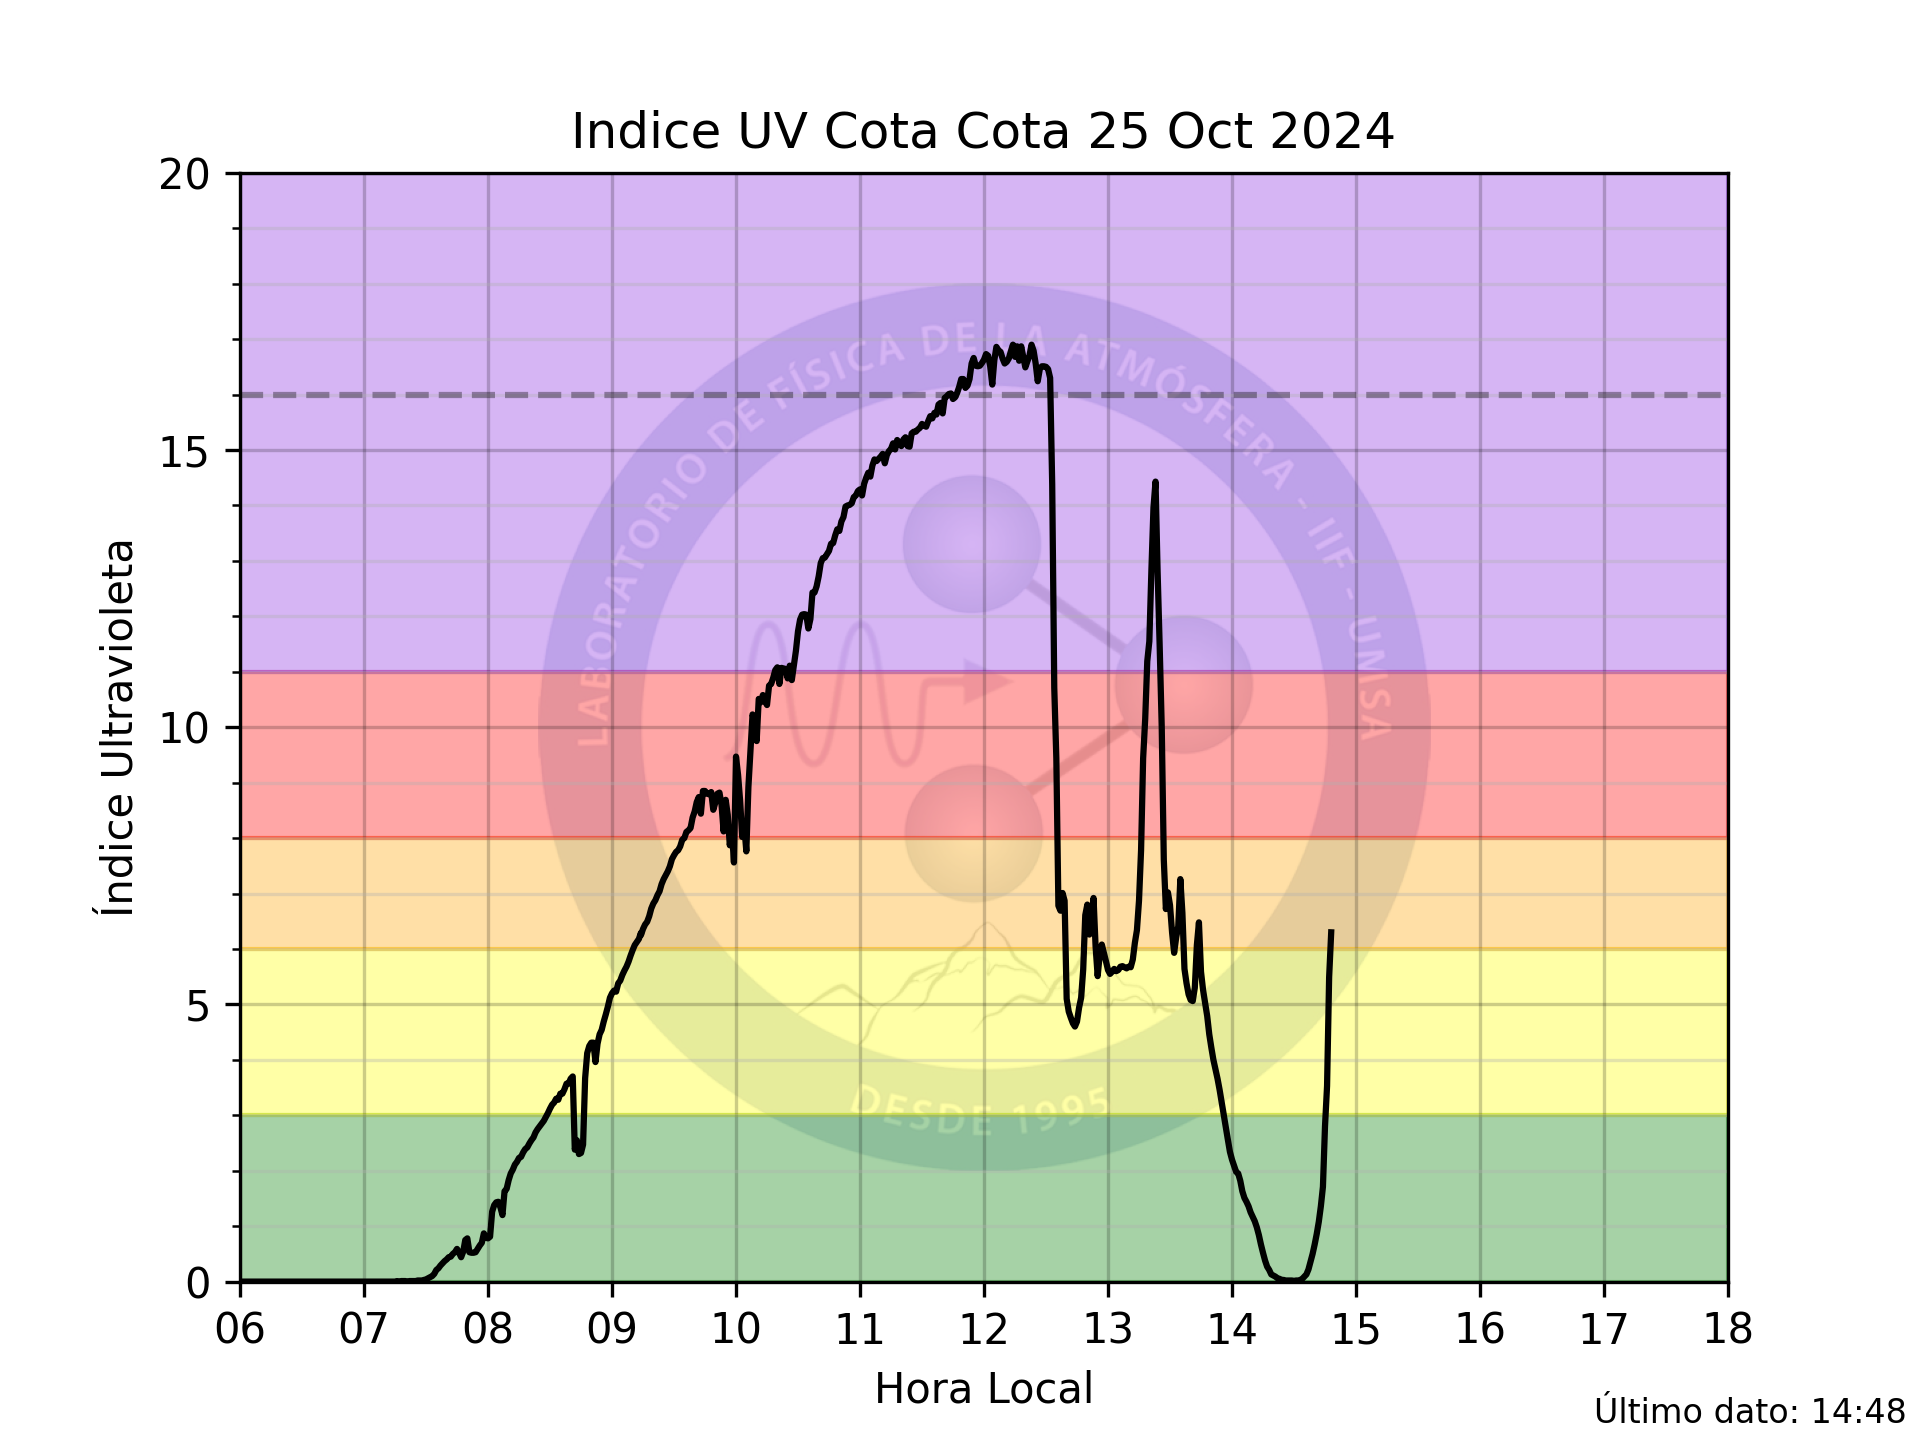 Indice UV Cota Cota 25 Oct 2024
20
15
10
5
0
Índice Ultravioleta
LABORATORIO DE FÍSICA DE LA ATMÓSFERA - IIF - UMSA
DESDE 1995
06 07 08 09 10 11 12 13 14 15 16 17 18
Hora Local
Último dato: 14:48